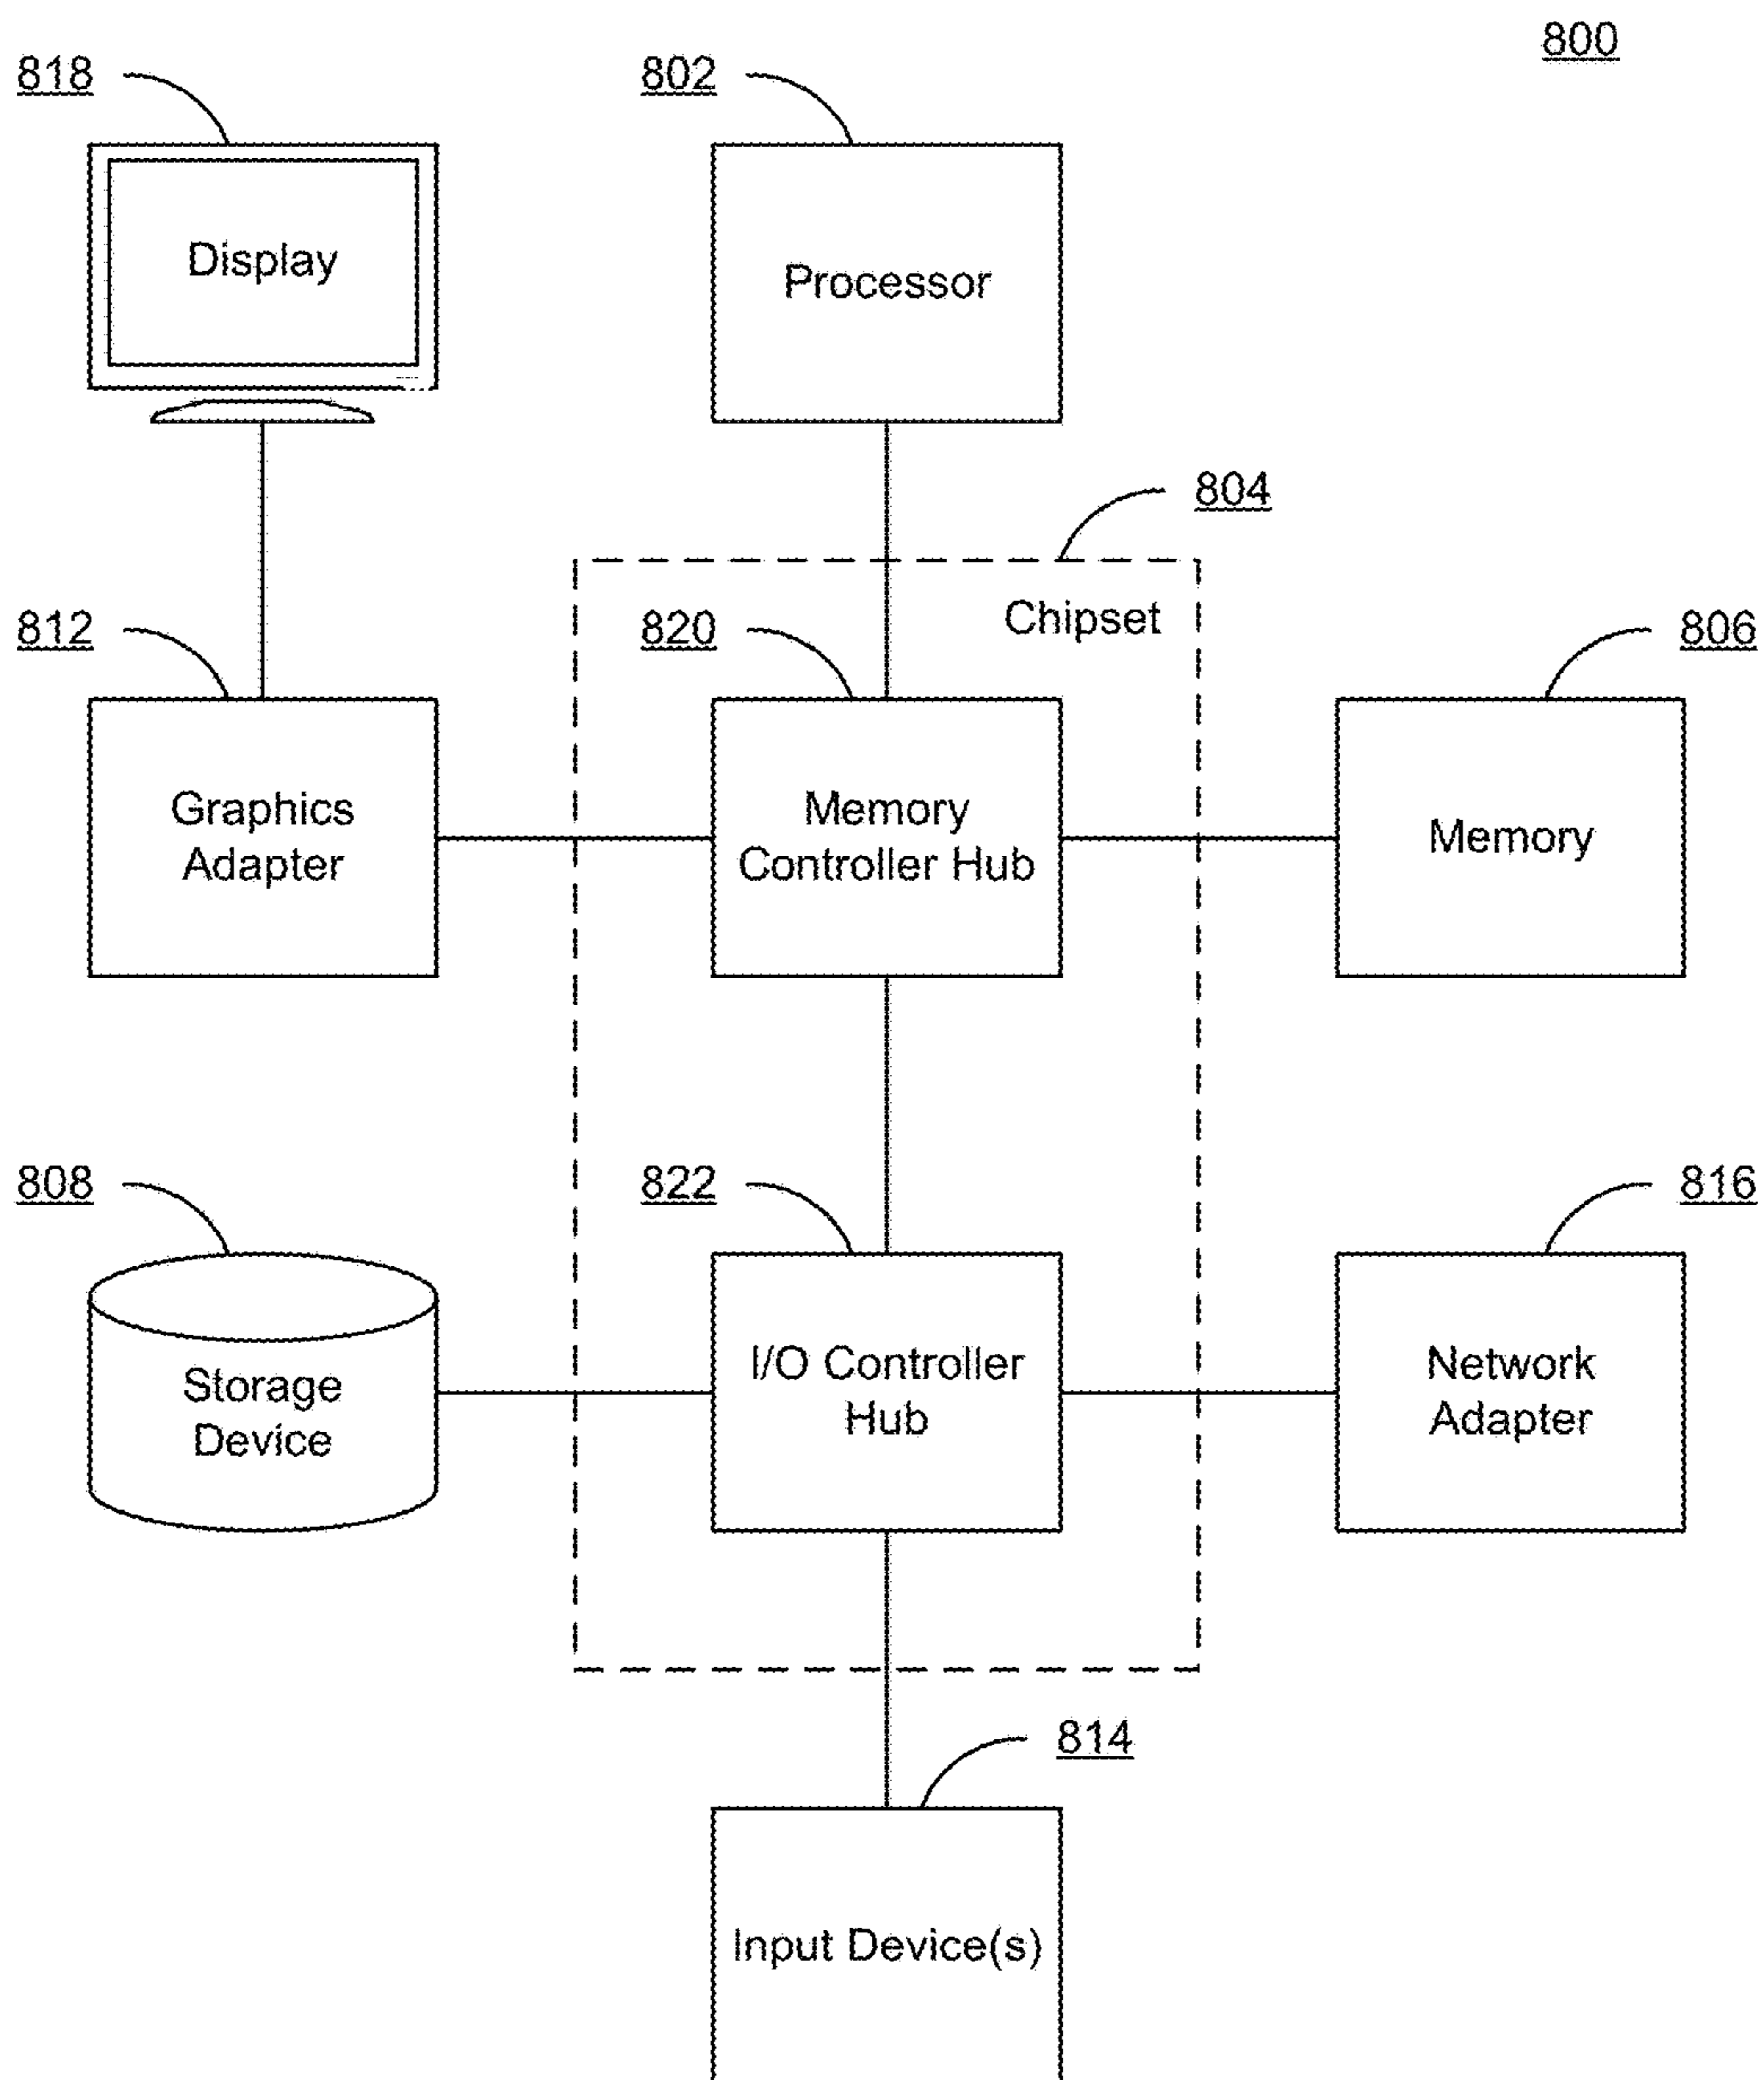 800
818
802
Display
Processor
804
Chipset
812
820
806
Graphics
Adapter
Memory
Controller Hub
Memory
808
822
816
Storage
Device
I/O Controller
Hub
Network
Adapter
814
Input Device(s)